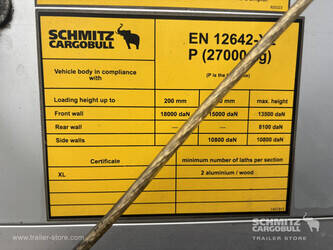 SCHMITZ
CARGOBULL
EN 12642-X
P (27000 kg)
Vehicle body in compliance with
(P is the
Loading height up to 200 mm mm max. height
Front wall 18000 daN 15000 daN 13500 daN
Rear wall — — 8100 daN
Side walls 10800 daN 10800 daN
Certificate minimum number of laths per section
XL 2 aluminium / wood
www.trailer-store.com
SCHMITZ
CARGOBULL
TRAILER STORE